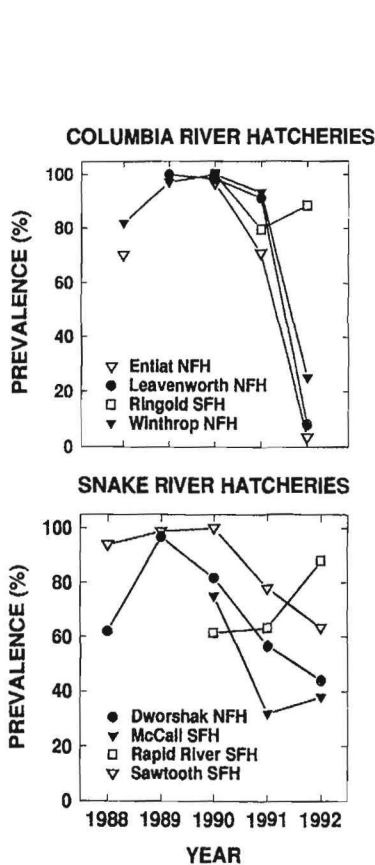 COLUMBIA RIVER HATCHERIES
PREVALENCE (%)
100
80
60
40
20
0
Entiat NFH
Leavenworth NFH
Ringold SFH
Winthrop NFH
SNAKE RIVER HATCHERIES
PREVALENCE (%)
100
80
60
40
20
0
Dworshak NFH
McCall SFH
Rapid River SFH
Sawtooth SFH
1988 1989 1990 1991 1992
YEAR